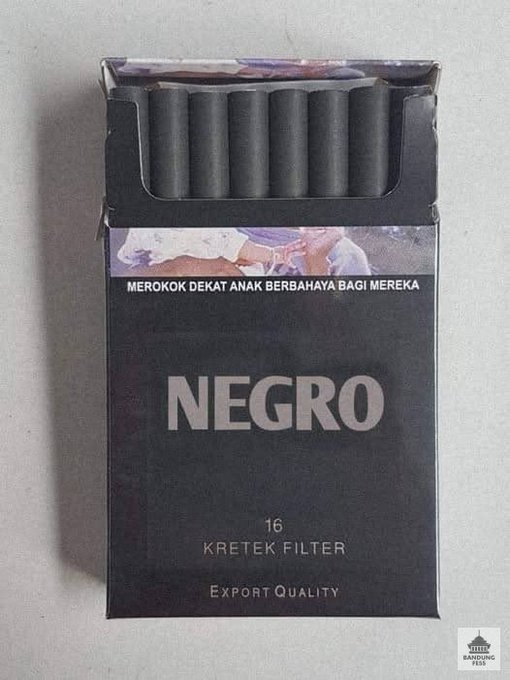 MEROKOK DEKAT ANAK BERBAHAYA BAGI MEREKA
NEGRO
16
KRETEK FILTER
EXPORT QUALITY
BANDUNG
FESS